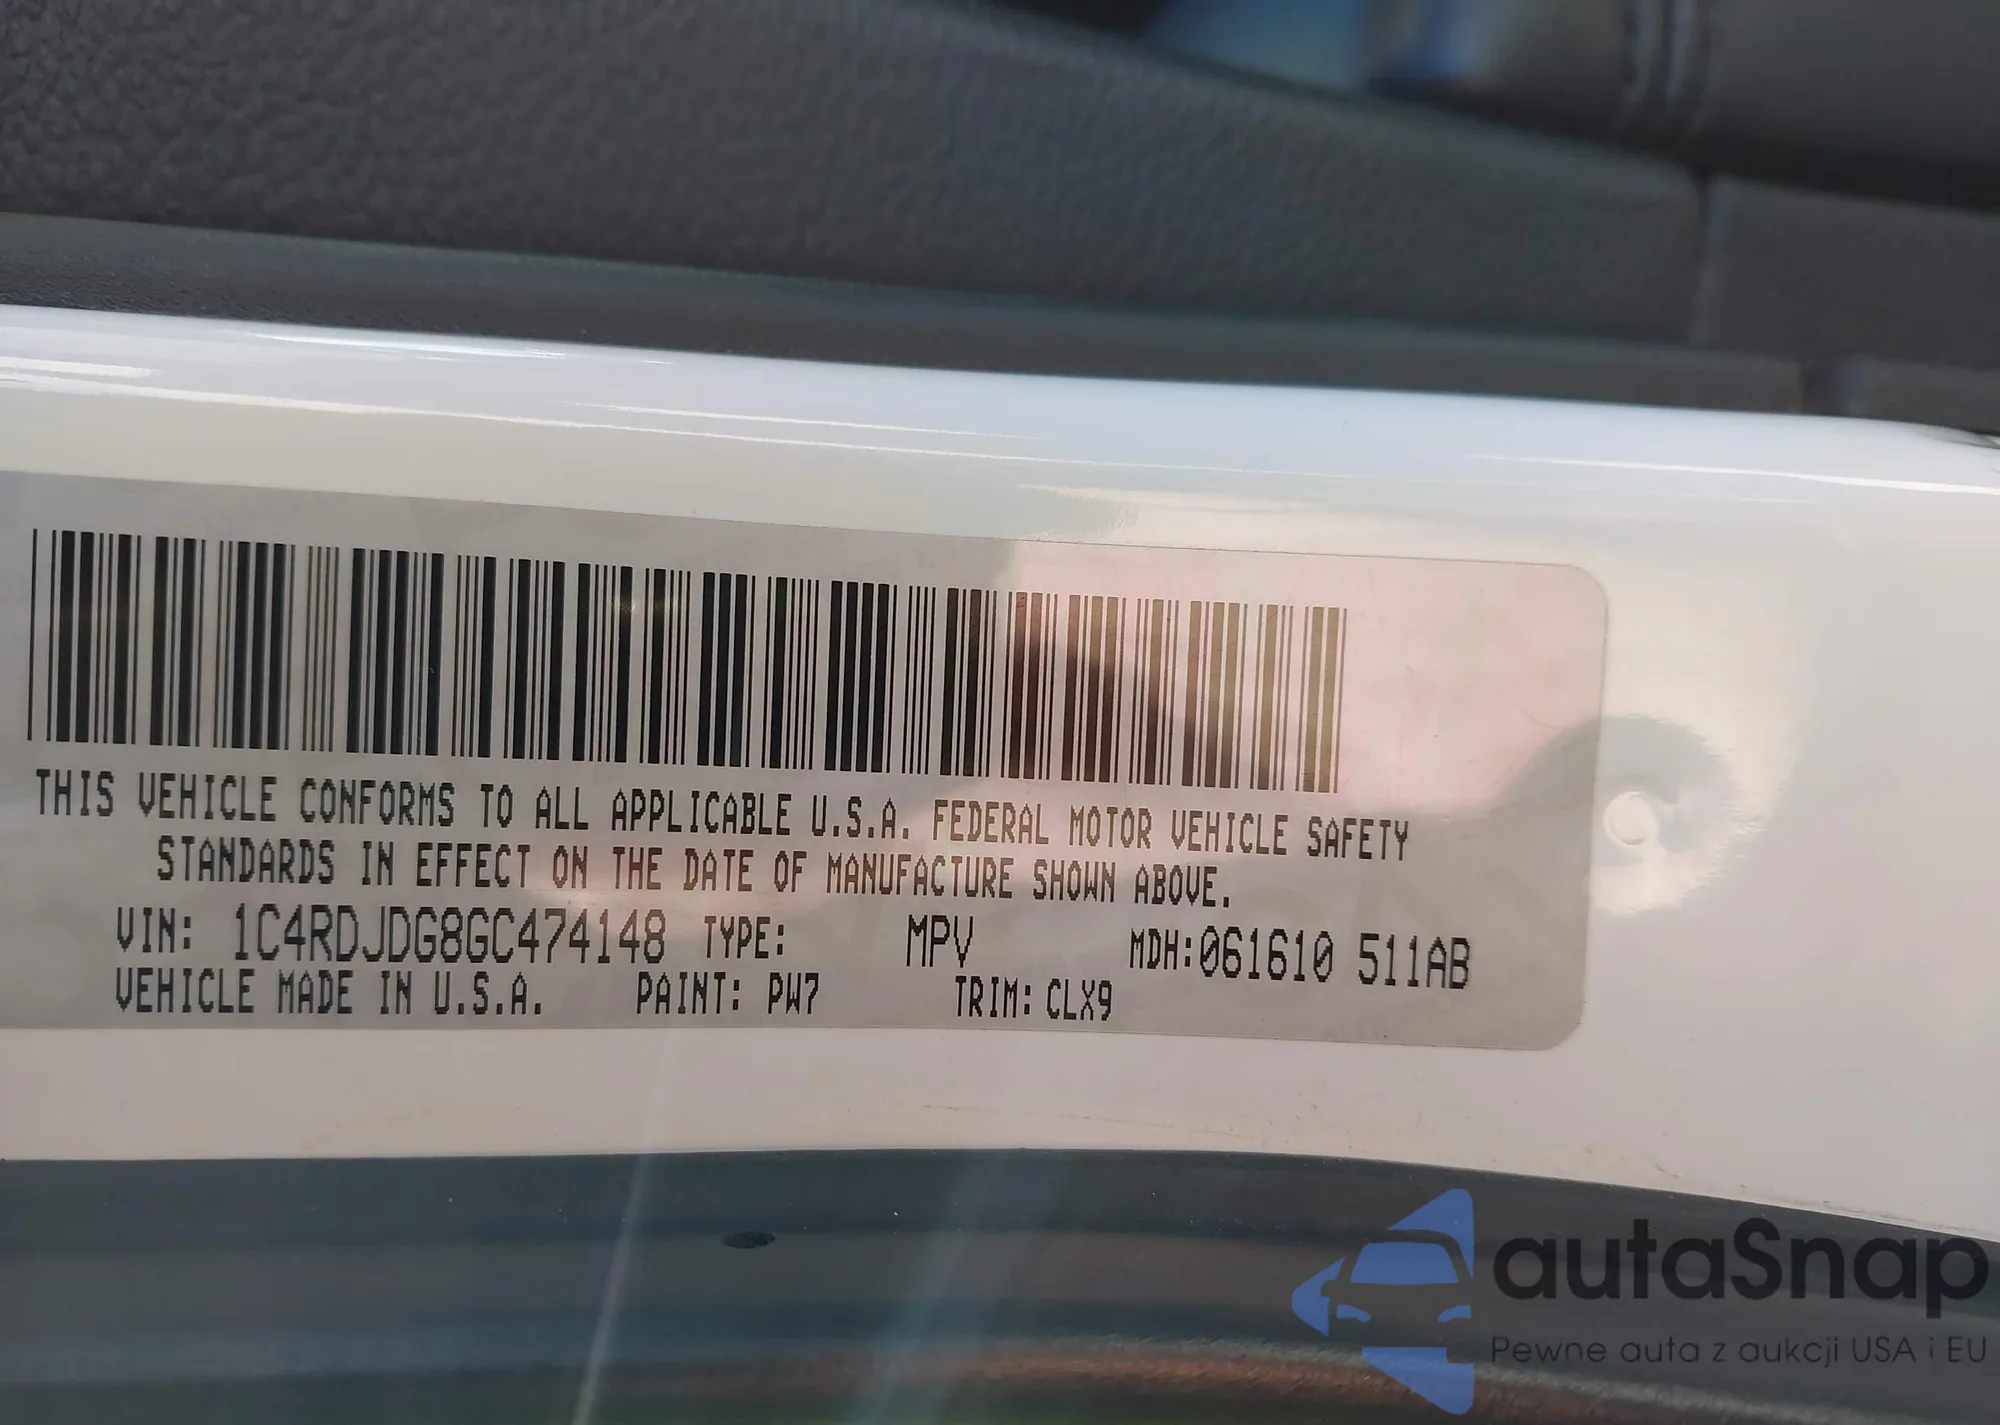 THIS VEHICLE CONFORMS TO ALL APPLICABLE U.S.A. FEDERAL MOTOR VEHICLE SAFETY
STANDARDS IN EFFECT ON THE DATE OF MANUFACTURE SHOWN ABOVE.
VIN: 1C4RDJDG8GC474148 TYPE: MPV MDH:061610 511AB
VEHICLE MADE IN U.S.A. PAINT: PW7 TRIM: CLX9
autaSnap
Pewne auta z aukcji USA i EU